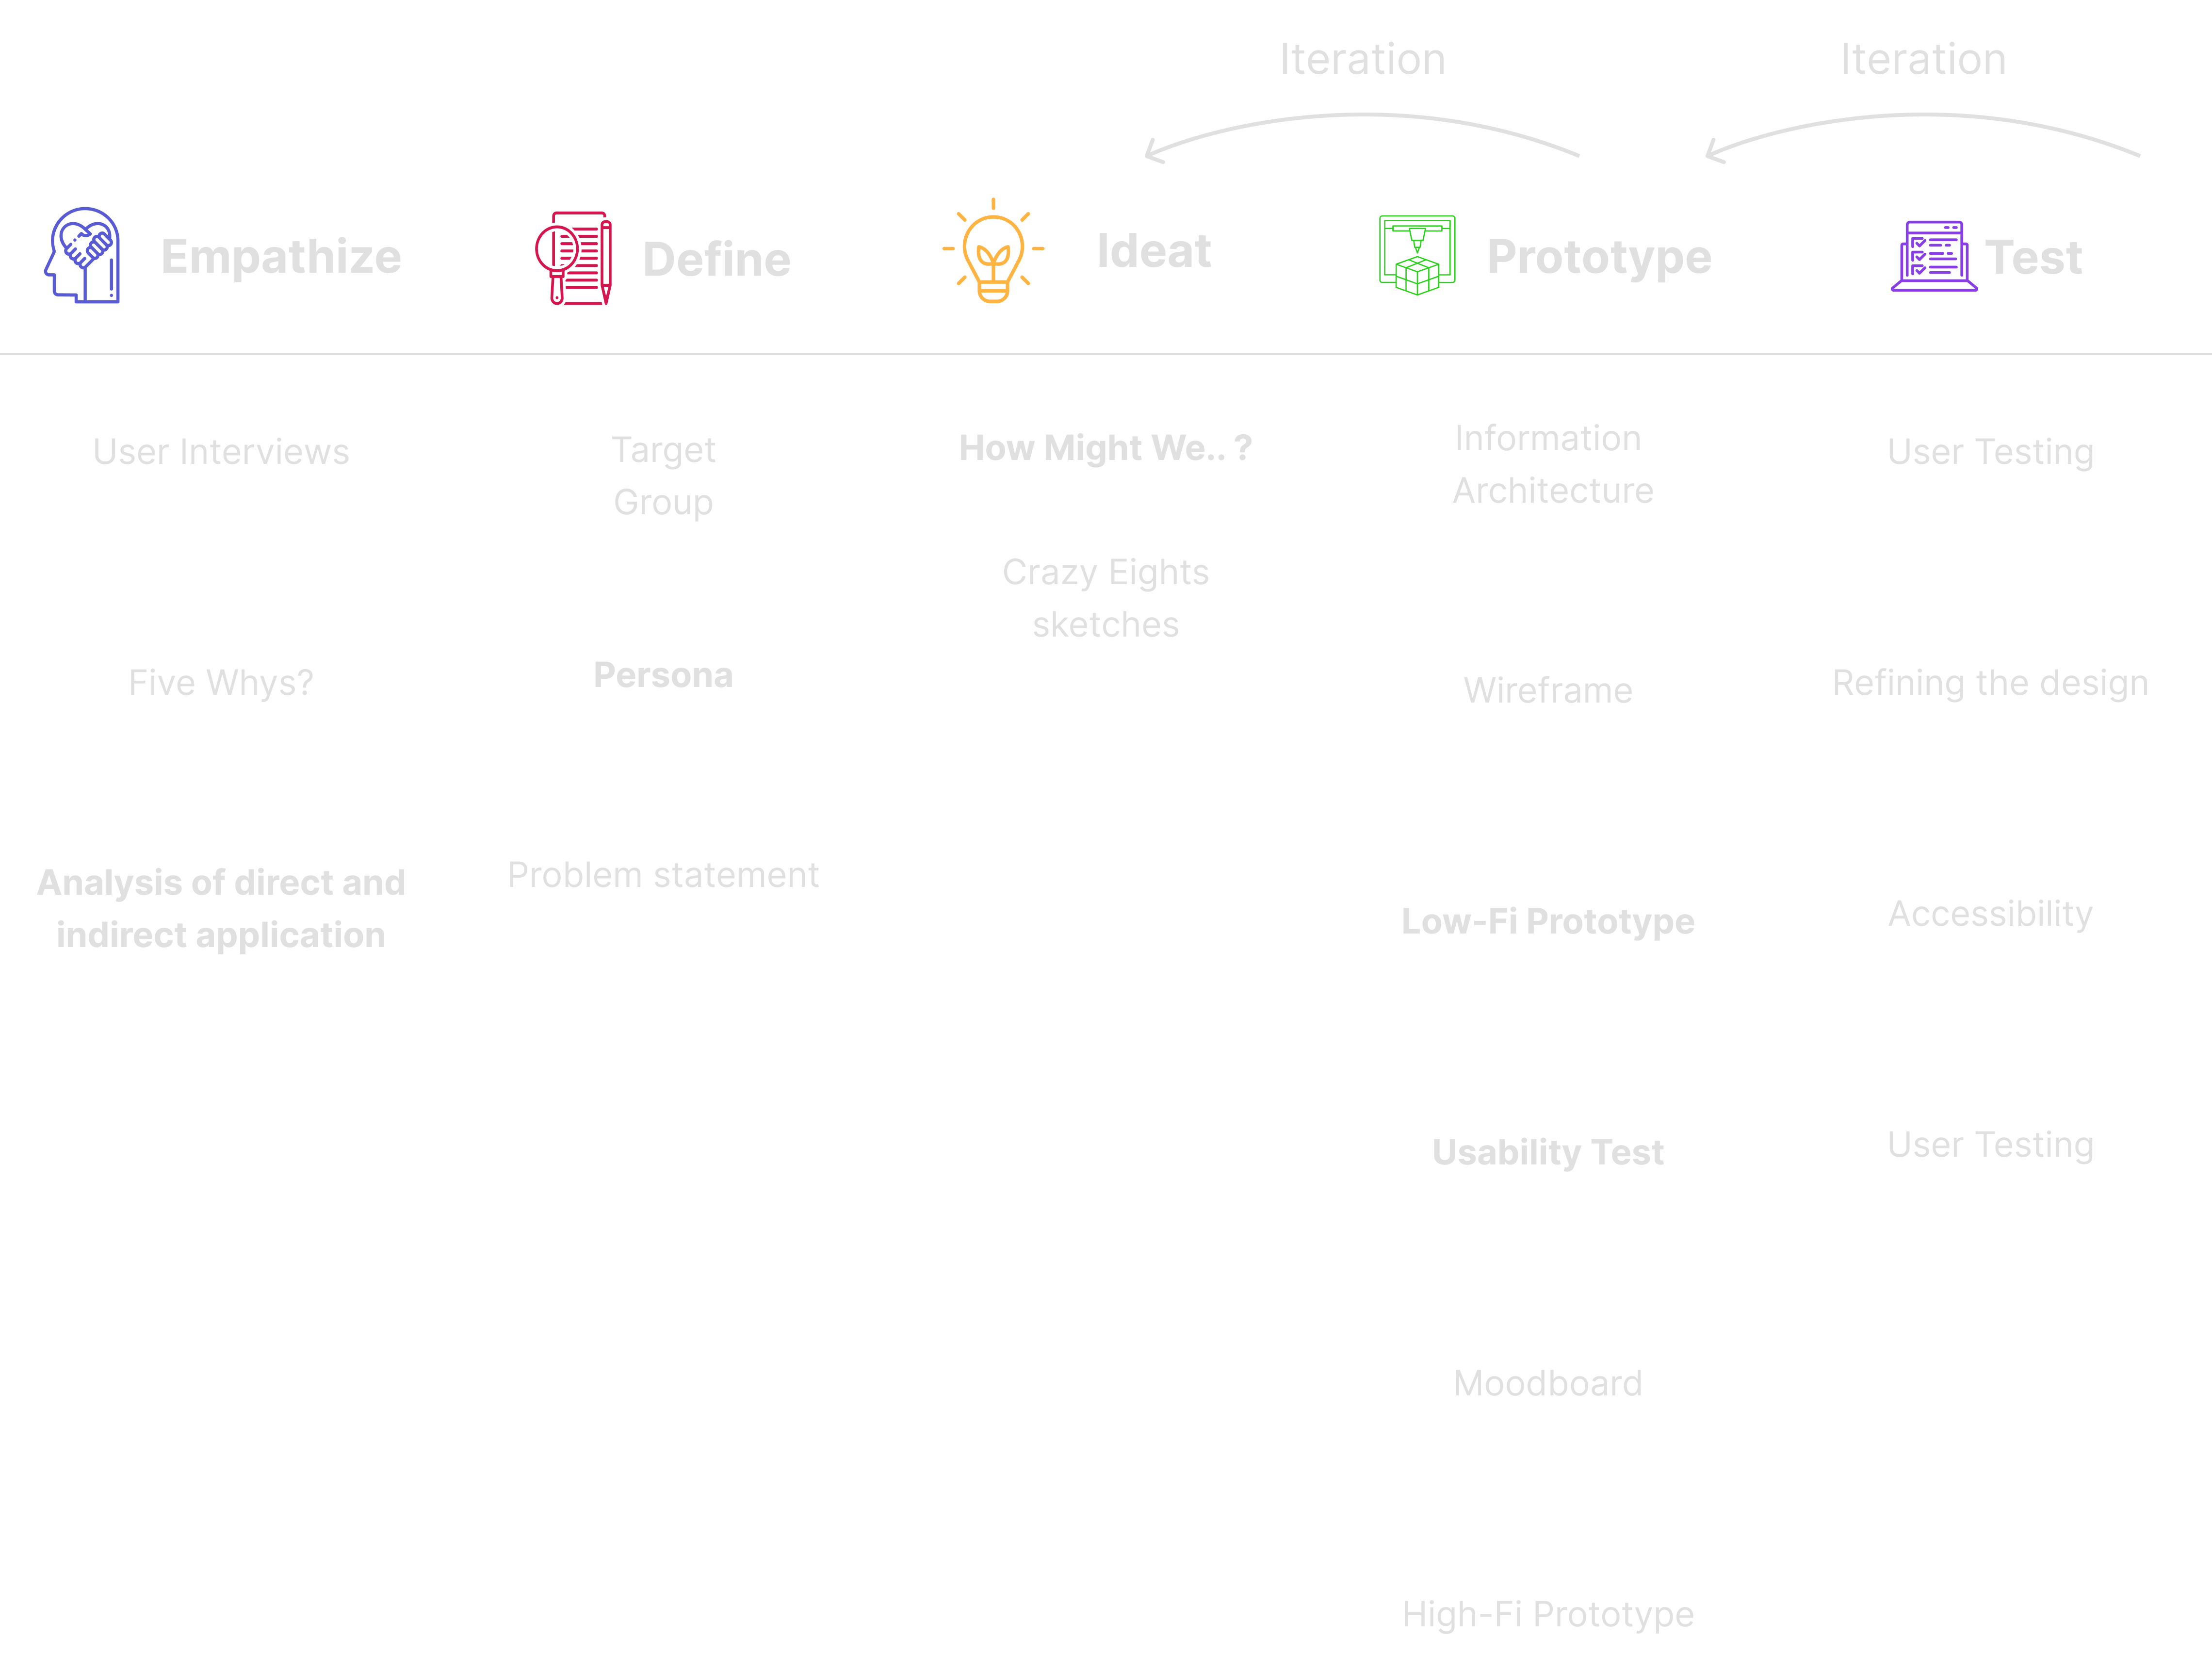 Iteration
Iteration
Empathize
Define
Ideat
Prototype
Test
User Interviews
Five Whys?
Analysis of direct and
indirect application
Target
Group
Persona
Problem statement
How Might We..?
Crazy Eights
sketches
Information
Architecture
Wireframe
Low-Fi Prototype
Usability Test
Moodboard
High-Fi Prototype
User Testing
Refining the design
Accessibility
User Testing